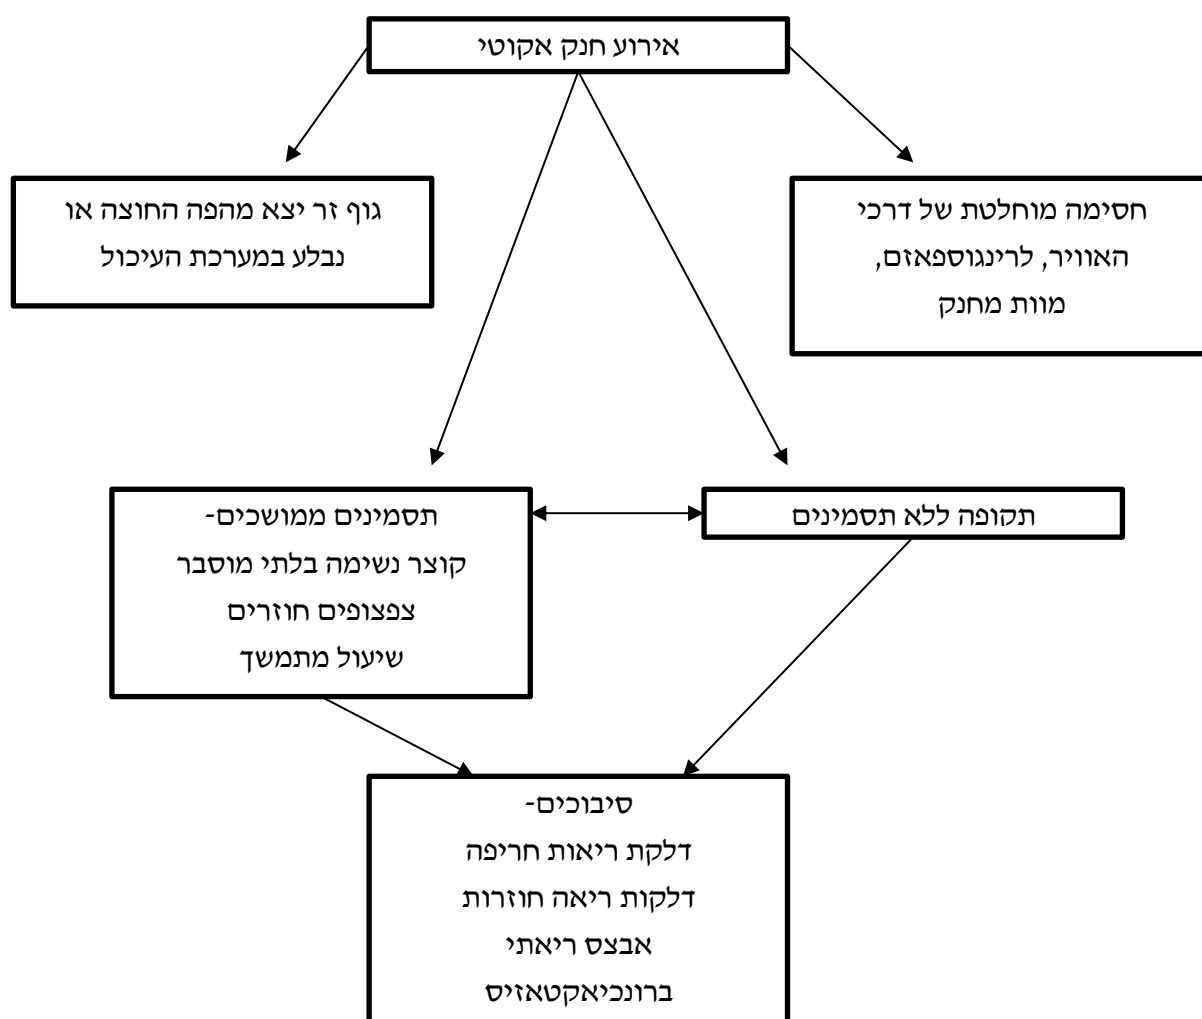 אירוע חנק אקוטי
חסימה מוחלטת של דרכי
האוויר, לרינגוספאזם,
מוות מחנק
גוף זר יצא מהפה החוצה או
נבלע במערכת העיכול
תקופה ללא תסמינים
תסמינים ממושכים-
קוצר נשימה בלתי מוסבר
צפצופים חוזרים
שיעול מתמשך
סיבוכים-
דלקת ריאות חריפה
דלקות ריאה חוזרות
אבצס ריאתי
ברונכיאקטאזיס